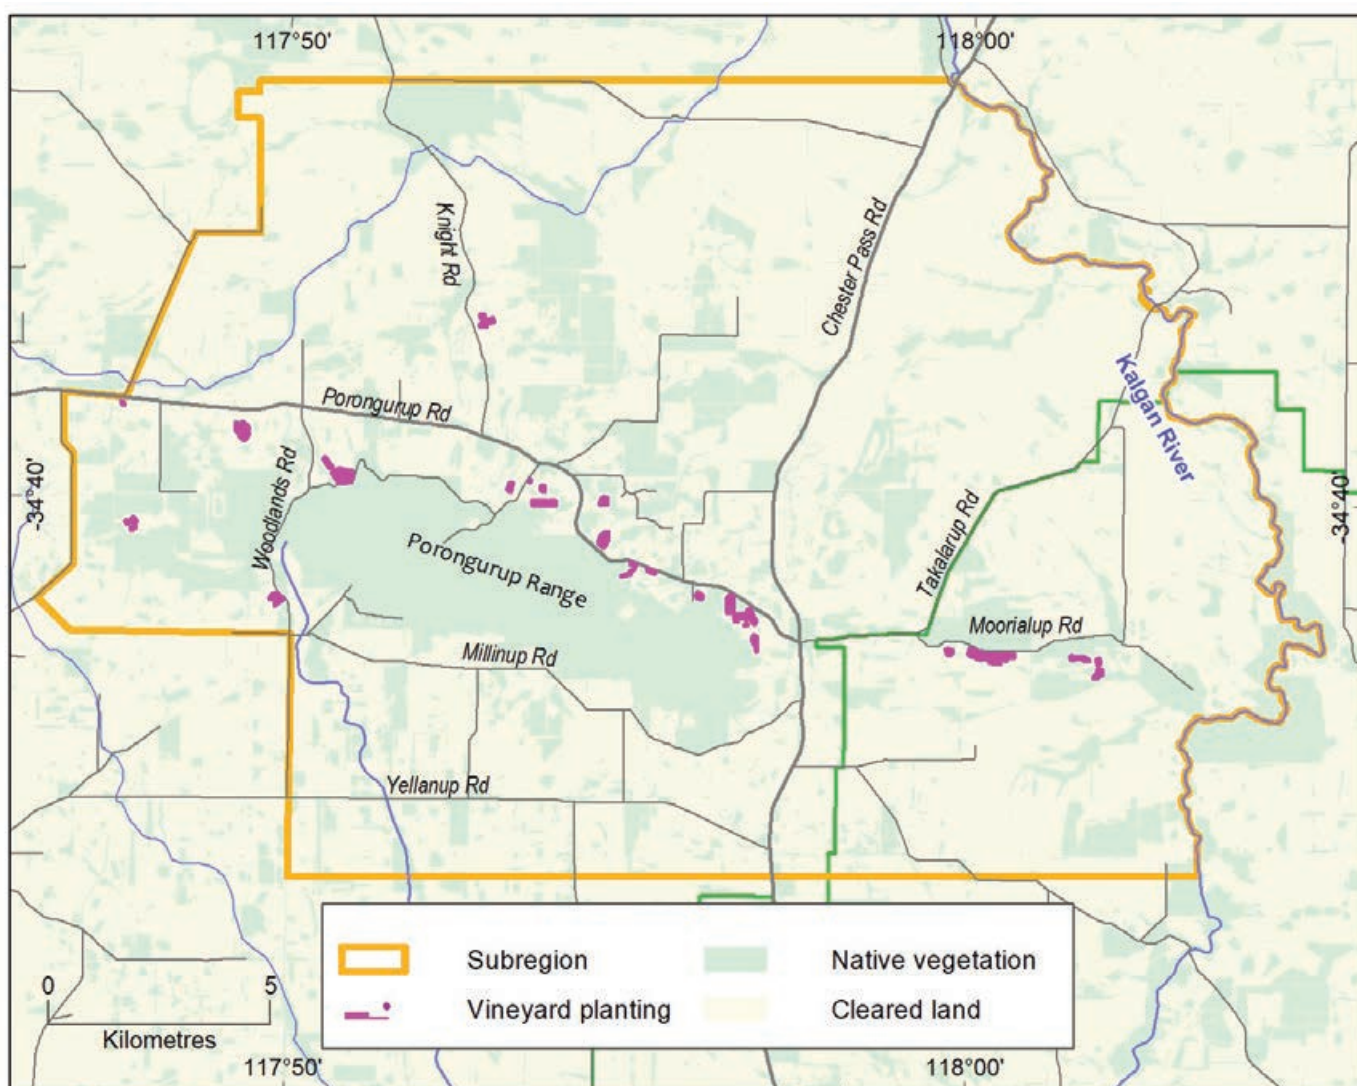 117°50'
118°00'
Knight Rd
Chester Pass Rd
Kalgan River
Porongurup Rd
-34°40'
Woodlands Rd
-34°40'
Takalarup Rd
Porongurup Range
Moorialup Rd
Millinup Rd
Yellanup Rd
Subregion
Native vegetation
Vineyard planting
Cleared land
0 5
Kilometres
117°50'
118°00'